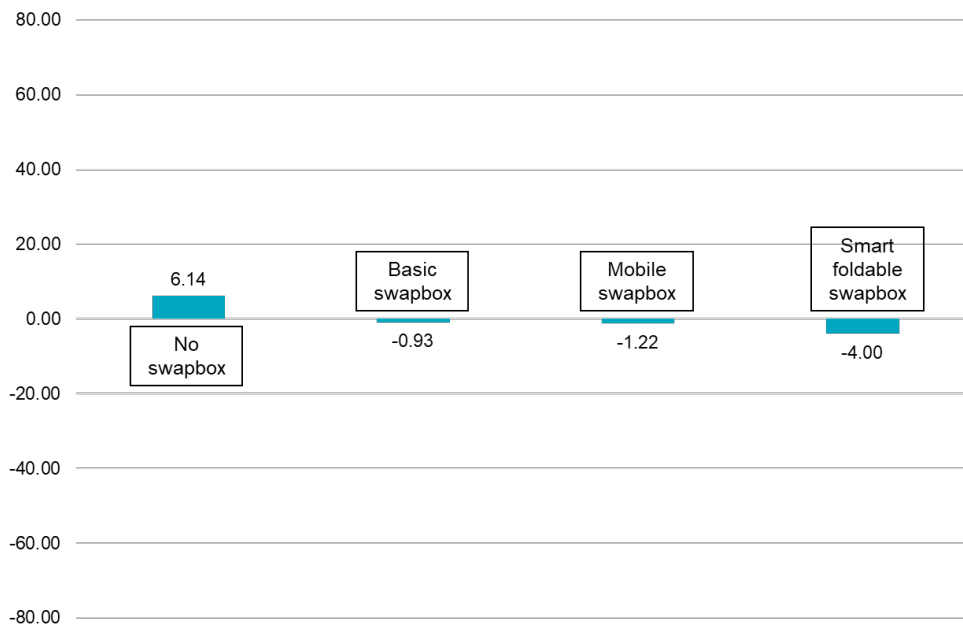 80.00
60.00
40.00
20.00
0.00
-20.00
-40.00
-60.00
-80.00
6.14
No
swapbox
Basic
swapbox
-0.93
Mobile
swapbox
-1.22
Smart
foldable
swapbox
-4.00